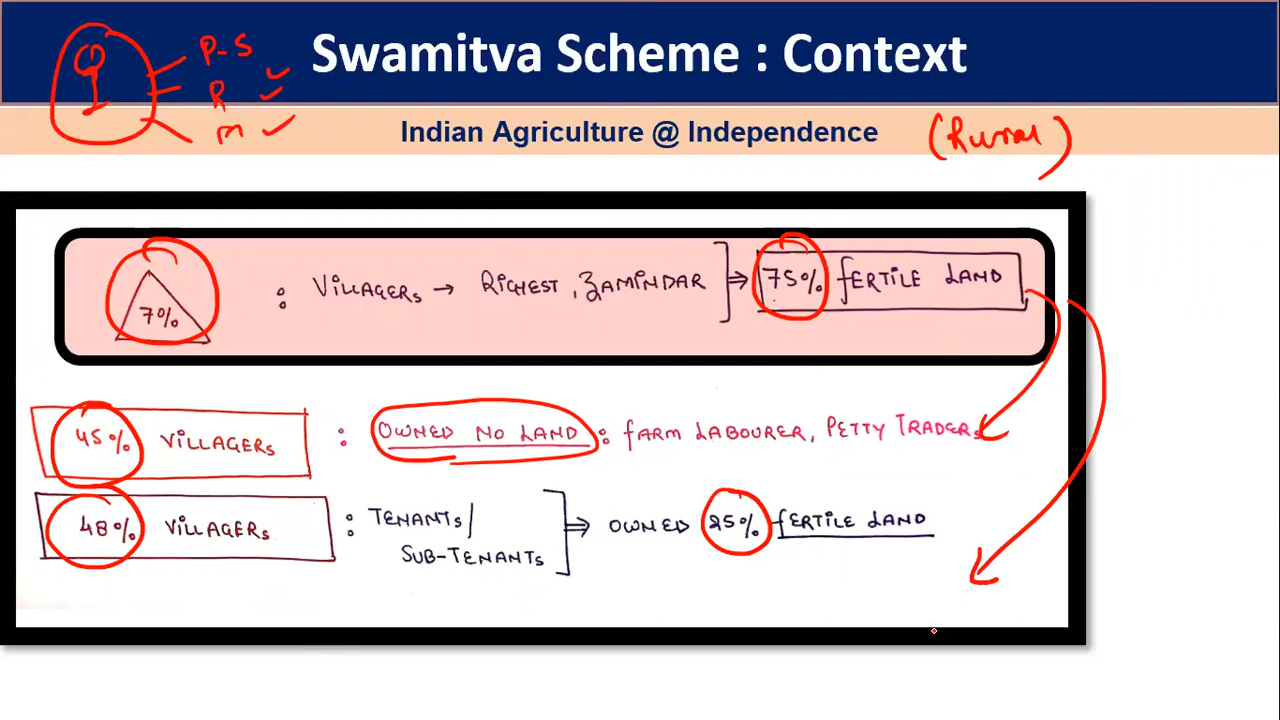 Swamitva Scheme : Context
P-S
R
m
Indian Agriculture @ Independence
(Rural)
7% : VILLAGERS → RICHEST, ZAMINDAR ⇒ 75% FERTILE LAND
45% VILLAGERS : OWNED NO LAND : FARM LABOURER, PETTY TRADERS
48% VILLAGERS : TENANTS/
SUB-TENANTS ⇒ OWNED 25% FERTILE LAND